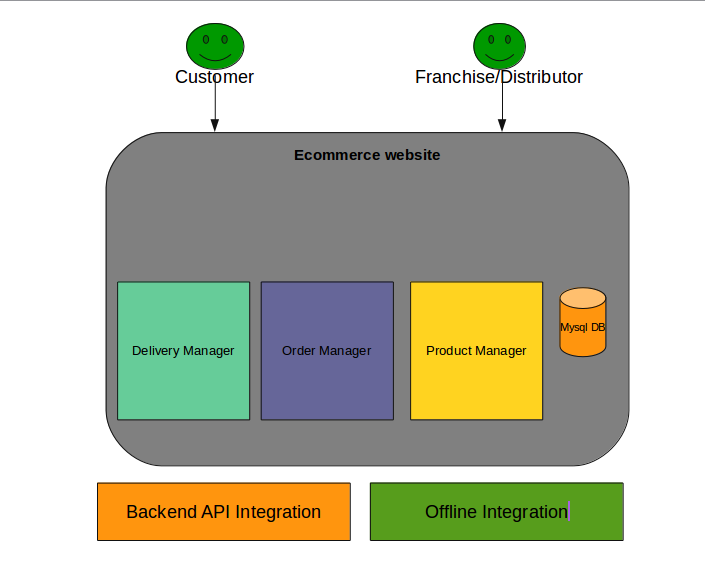 Customer
Franchise/Distributor
Ecommerce website
Delivery Manager
Order Manager
Product Manager
Mysql DB
Backend API Integration
Offline Integration